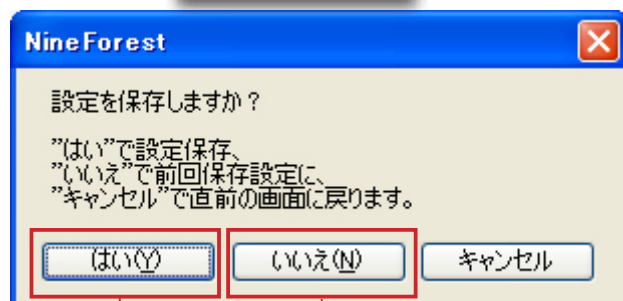 NineForest
設定を保存しますか？
”はい”で設定保存、
”いいえ”で前回保存設定に、
”キャンセル”で直前の画面に戻ります。
はい(Y)
いいえ(N)
キャンセル